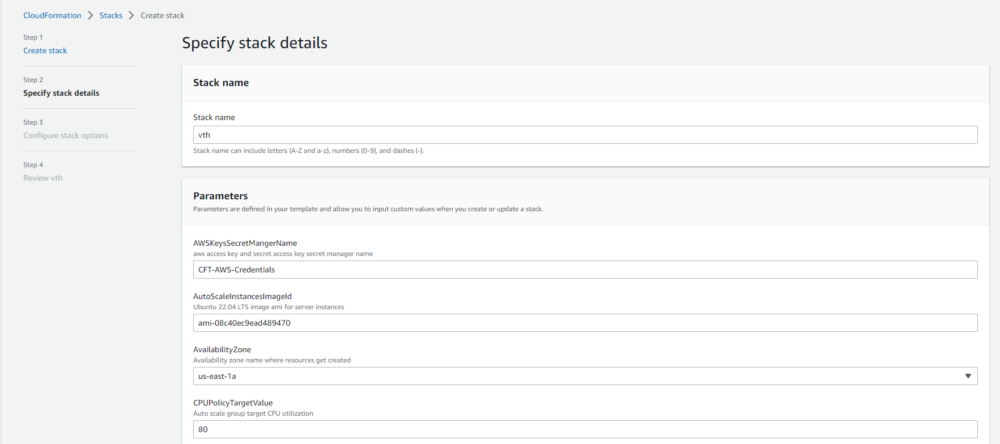 CloudFormation > Stacks > Create stack
Step 1
Create stack
Step 2
Specify stack details
Step 3
Configure stack options
Step 4
Review vth
Specify stack details
Stack name
Stack name
vth
Stack name can include letters (A-Z and a-z), numbers (0-9), and dashes (-).
Parameters
Parameters are defined in your template and allow you to input custom values when you create or update a stack.
AWSKeysSecretMangerName
aws access key and secret access key secret manager name
CFT-AWS-Credentials
AutoScaleInstancesImageId
Ubuntu 22.04 LTS image ami for server instances
ami-08c40ec9ead489470
AvailabilityZone
Availability zone name where resources get created
us-east-1a
CPUPolicyTargetValue
Auto scale group target CPU utilization
80